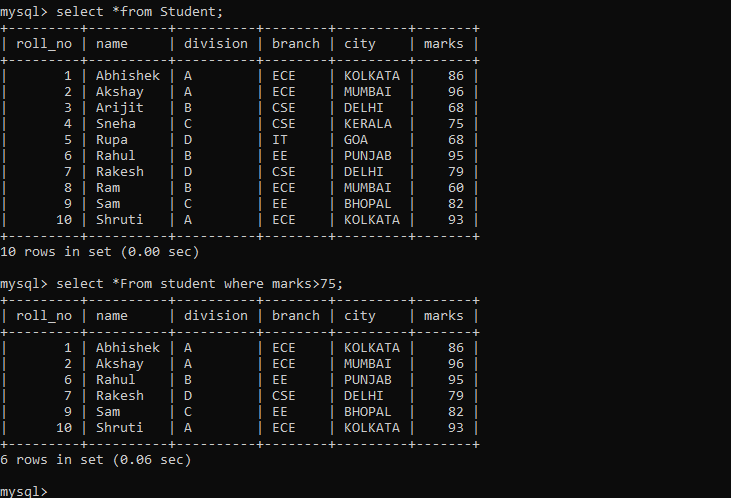 mysql> select *from Student;
+---------+----------+----------+--------+---------+-------+
| roll_no | name     | division | branch | city    | marks |
+---------+----------+----------+--------+---------+-------+
|       1 | Abhishek | A        | ECE    | KOLKATA |    86 |
|       2 | Akshay   | A        | ECE    | MUMBAI  |    96 |
|       3 | Arijit   | B        | CSE    | DELHI   |    68 |
|       4 | Sneha    | C        | CSE    | KERALA  |    75 |
|       5 | Rupa     | D        | IT     | GOA     |    68 |
|       6 | Rahul    | B        | EE     | PUNJAB  |    95 |
|       7 | Rakesh   | D        | CSE    | DELHI   |    79 |
|       8 | Ram      | B        | ECE    | MUMBAI  |    60 |
|       9 | Sam      | C        | EE     | BHOPAL  |    82 |
|      10 | Shruti   | A        | ECE    | KOLKATA |    93 |
+---------+----------+----------+--------+---------+-------+
10 rows in set (0.00 sec)
mysql> select *From student where marks>75;
+---------+----------+----------+--------+---------+-------+
| roll_no | name     | division | branch | city    | marks |
+---------+----------+----------+--------+---------+-------+
|       1 | Abhishek | A        | ECE    | KOLKATA |    86 |
|       2 | Akshay   | A        | ECE    | MUMBAI  |    96 |
|       6 | Rahul    | B        | EE     | PUNJAB  |    95 |
|       7 | Rakesh   | D        | CSE    | DELHI   |    79 |
|       9 | Sam      | C        | EE     | BHOPAL  |    82 |
|      10 | Shruti   | A        | ECE    | KOLKATA |    93 |
+---------+----------+----------+--------+---------+-------+
6 rows in set (0.06 sec)
mysql>